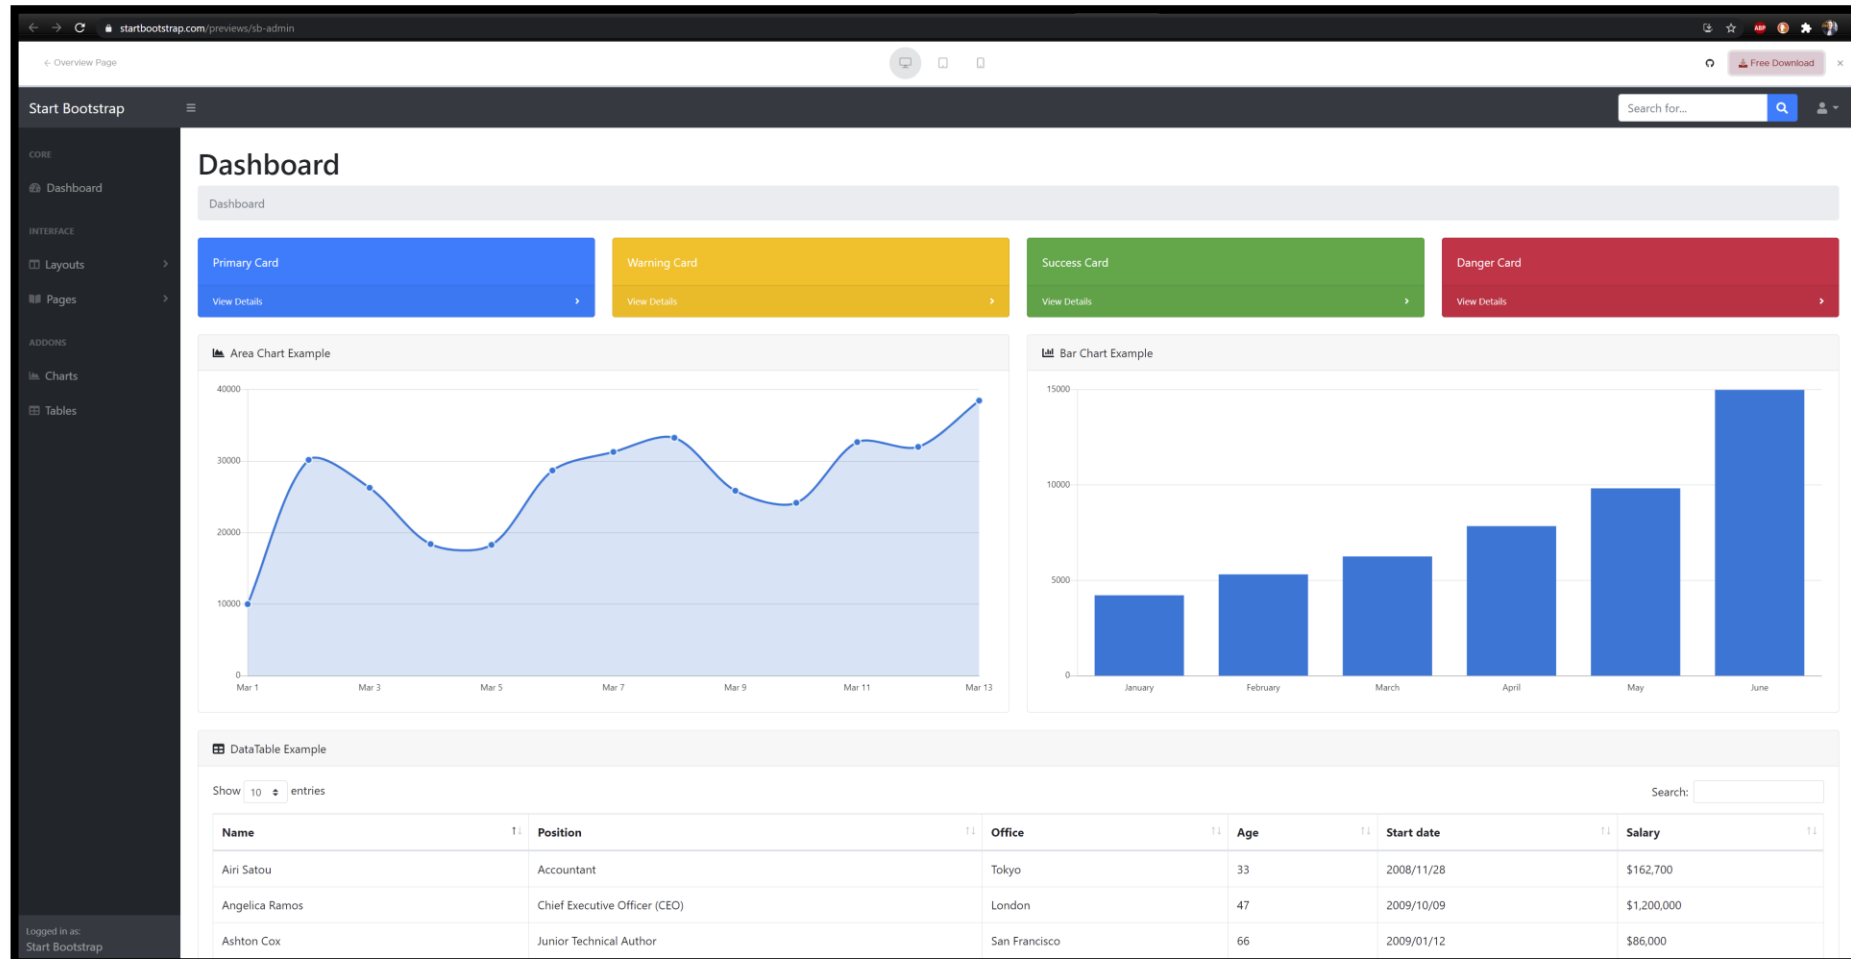 startbootstrap.com/previews/sb-admin
ABP
Overview Page
Free Download
Start Bootstrap
Search for...
CORE
Dashboard
INTERFACE
Layouts
Pages
ADDONS
Charts
Tables
Logged in as:
Start Bootstrap
Dashboard
Dashboard
Primary Card
View Details
Warning Card
View Details
Success Card
View Details
Danger Card
View Details
Area Chart Example
40000
30000
20000
10000
0
Mar 1 Mar 3 Mar 5 Mar 7 Mar 9 Mar 11 Mar 13
Bar Chart Example
15000
10000
5000
0
January February March April May June
DataTable Example
Show 10 entries Search:
Name Position Office Age Start date Salary
Airi Satou Accountant Tokyo 33 2008/11/28 $162,700
Angelica Ramos Chief Executive Officer (CEO) London 47 2009/10/09 $1,200,000
Ashton Cox Junior Technical Author San Francisco 66 2009/01/12 $86,000